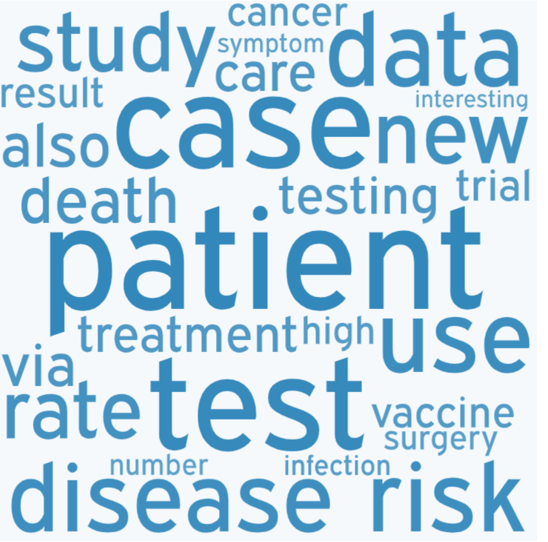 cancer
study
symptom
data
care
result
interesting
case
new
also
death
testing
trial
patient
treatment
high
use
via
rate
test
vaccine
surgery
number
infection
disease
risk